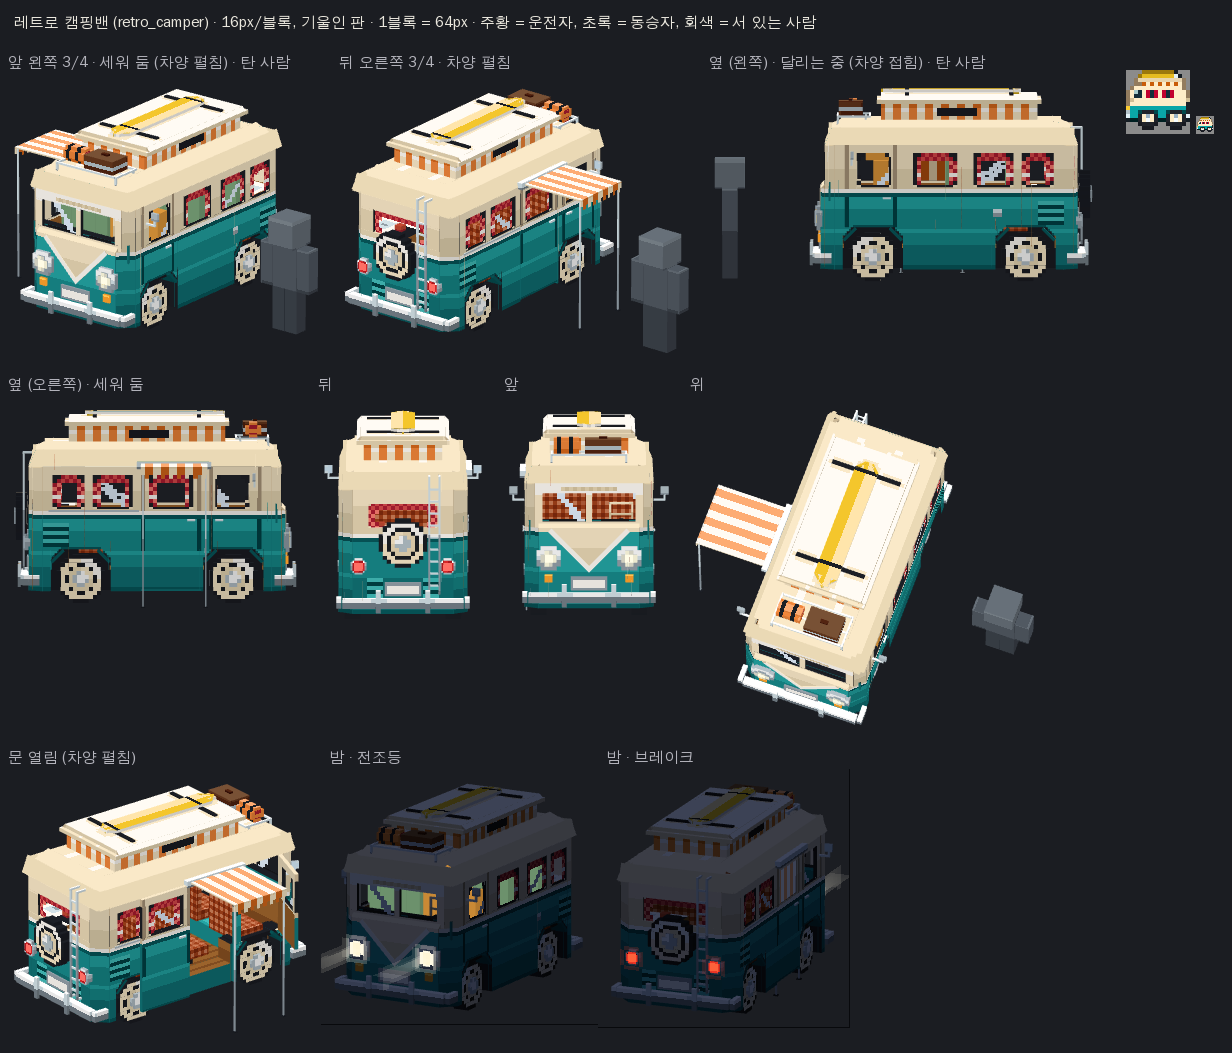 레트로 캠핑밴 (retro_camper) · 16px/블록, 기울인 판 · 1블록 = 64px · 주황 = 운전자, 초록 = 동승자, 회색 = 서 있는 사람
앞 왼쪽 3/4 · 세워 둠 (차양 펼침) · 탄 사람
뒤 오른쪽 3/4 · 차양 펼침
옆 (왼쪽) · 달리는 중 (차양 접힘) · 탄 사람
옆 (오른쪽) · 세워 둠
뒤
앞
위
문 열림 (차양 펼침)
밤 · 전조등
밤 · 브레이크